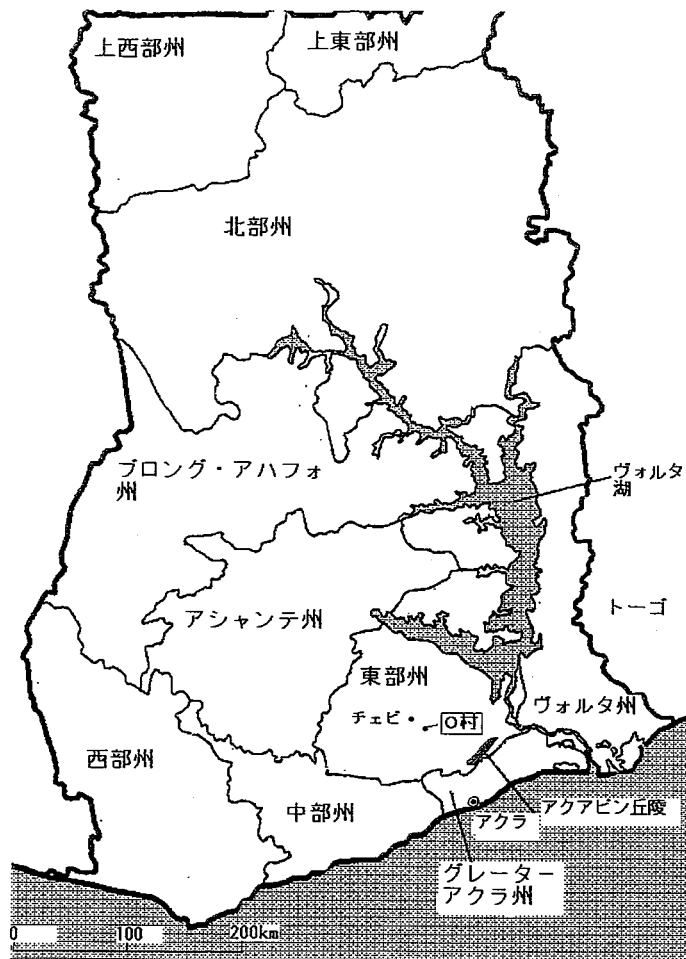 上西部州
上東部州
北部州
ブロング・アハフォ
州
ヴォルタ
湖
アシャンテ州
トーゴ
東部州
チェビ
O村
ヴォルタ州
西部州
中部州
アクラ
アクアピン丘陵
グレーター
アクラ州
0 100 200km